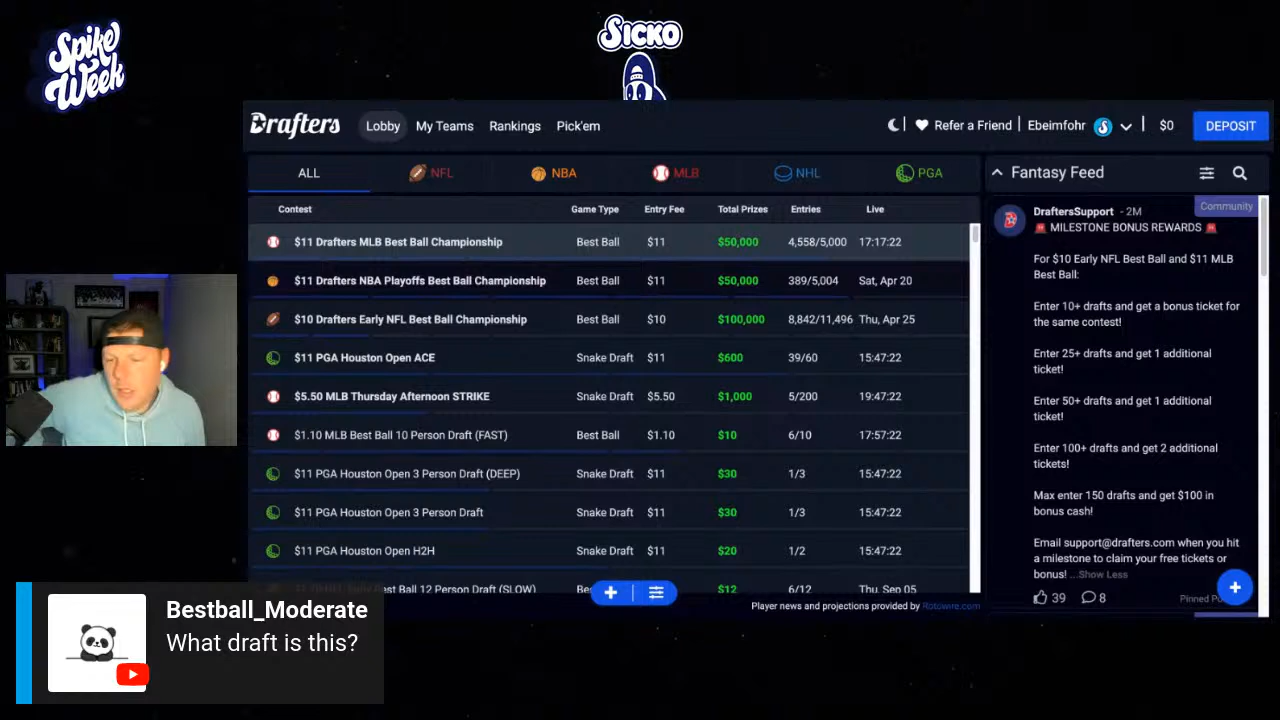 Spike
Week
SICKO
Drafters
Lobby
My Teams
Rankings
Pick'em
Refer a Friend
Ebeimfohr
$0
DEPOSIT
ALL
NFL
NBA
MLB
NHL
PGA
Contest Game Type Entry Fee Total Prizes Entries Live
$11 Drafters MLB Best Ball Championship Best Ball $11 $50,000 4,558/5,000 17:17:22
$11 Drafters NBA Playoffs Best Ball Championship Best Ball $11 $50,000 389/5,004 Sat, Apr 20
$10 Drafters Early NFL Best Ball Championship Best Ball $10 $100,000 8,842/11,496 Thu, Apr 25
$11 PGA Houston Open ACE Snake Draft $11 $600 39/60 15:47:22
$5.50 MLB Thursday Afternoon STRIKE Snake Draft $5.50 $1,000 5/200 19:47:22
$1.10 MLB Best Ball 10 Person Draft (FAST) Best Ball $1.10 $10 6/10 17:57:22
$11 PGA Houston Open 3 Person Draft (DEEP) Snake Draft $11 $30 1/3 15:47:22
$11 PGA Houston Open 3 Person Draft Snake Draft $11 $30 1/3 15:47:22
$11 PGA Houston Open H2H Snake Draft $11 $20 1/2 15:47:22
Best Ball 12 Person Draft (SLOW) $12 6/12 Thu, Sep 05
Player news and projections provided by Rotowire.com
Fantasy Feed
Community
DraftersSupport - 2M
🚨 MILESTONE BONUS REWARDS 🚨
For $10 Early NFL Best Ball and $11 MLB
Best Ball:
Enter 10+ drafts and get a bonus ticket for
the same contest!
Enter 25+ drafts and get 1 additional
ticket!
Enter 50+ drafts and get 1 additional
ticket!
Enter 100+ drafts and get 2 additional
tickets!
Max enter 150 drafts and get $100 in
bonus cash!
Email support@drafters.com when you hit
a milestone to claim your free tickets or
bonus! ...Show Less
39 8 Pinned
Bestball_Moderate
What draft is this?